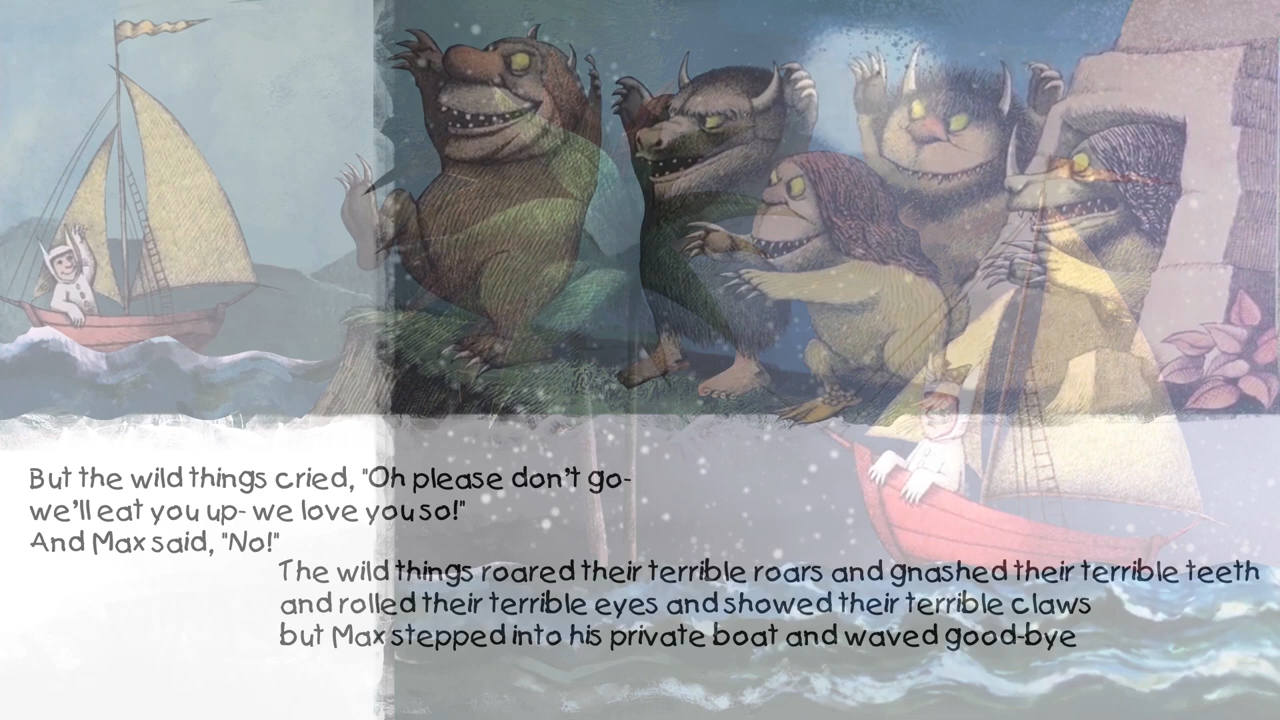 But the wild things cried, "Oh please don't go-
we'll eat you up- we love you so!"
And Max said, "No!"
The wild things roared their terrible roars and gnashed their terrible teeth
and rolled their terrible eyes and showed their terrible claws
but Max stepped into his private boat and waved good-bye